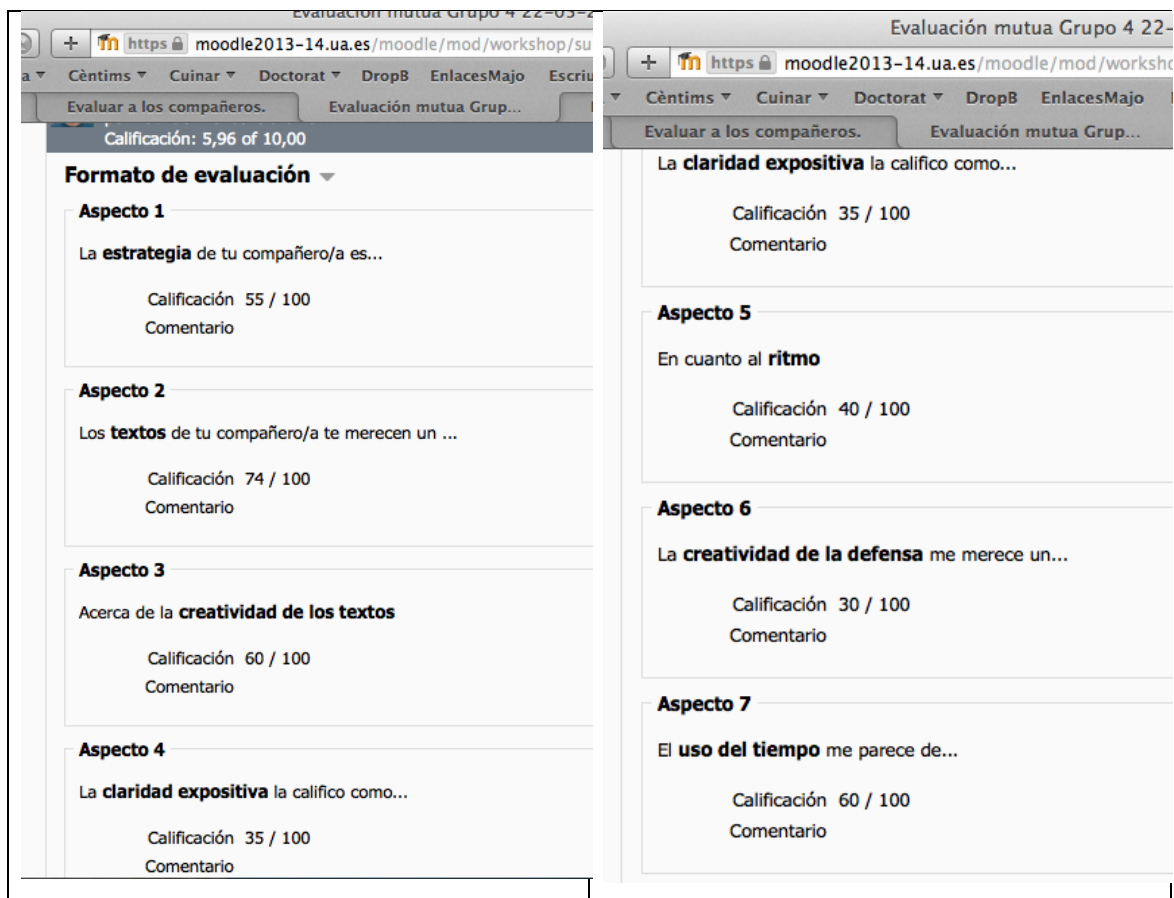 Evaluación mutua Grupo 4 22-03-2
https moodle2013-14.ua.es/moodle/mod/workshop/su
Cèntims Cuinar Doctorat DropB EnlacesMajo Escriu
Evaluar a los compañeros. Evaluación mutua Grup...
Calificación: 5,96 of 10,00
Formato de evaluación
Aspecto 1
La estrategia de tu compañero/a es...
Calificación 55 / 100
Comentario
Aspecto 2
Los textos de tu compañero/a te merecen un ...
Calificación 74 / 100
Comentario
Aspecto 3
Acerca de la creatividad de los textos
Calificación 60 / 100
Comentario
Aspecto 4
La claridad expositiva la califico como...
Calificación 35 / 100
Comentario
Evaluación mutua Grupo 4 22-
https moodle2013-14.ua.es/moodle/mod/worksho
Cèntims Cuinar Doctorat DropB EnlacesMajo
Evaluar a los compañeros. Evaluación mutua Grup...
La claridad expositiva la califico como...
Calificación 35 / 100
Comentario
Aspecto 5
En cuanto al ritmo
Calificación 40 / 100
Comentario
Aspecto 6
La creatividad de la defensa me merece un...
Calificación 30 / 100
Comentario
Aspecto 7
El uso del tiempo me parece de...
Calificación 60 / 100
Comentario